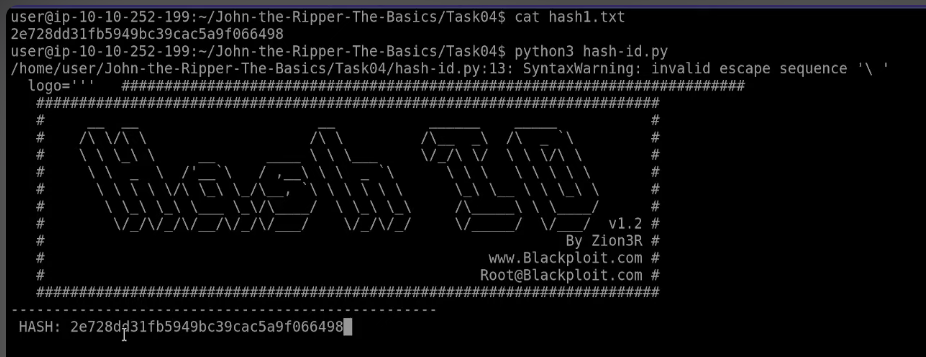 user@ip-10-10-252-199:~/John-the-Ripper-The-Basics/Task04$ cat hash1.txt
2e728dd31fb5949bc39cac5a9f066498
user@ip-10-10-252-199:~/John-the-Ripper-The-Basics/Task04$ python3 hash-id.py
/home/user/John-the-Ripper-The-Basics/Task04/hash-id.py:13: SyntaxWarning: invalid escape sequence '\ '
logo='''   #########################################################################
#########################################################################
Hash ID
v1.2 #
By Zion3R #
www.Blackploit.com #
Root@Blackploit.com #
#########################################################################
--------------------------------------------------
HASH: 2e728dd31fb5949bc39cac5a9f066498